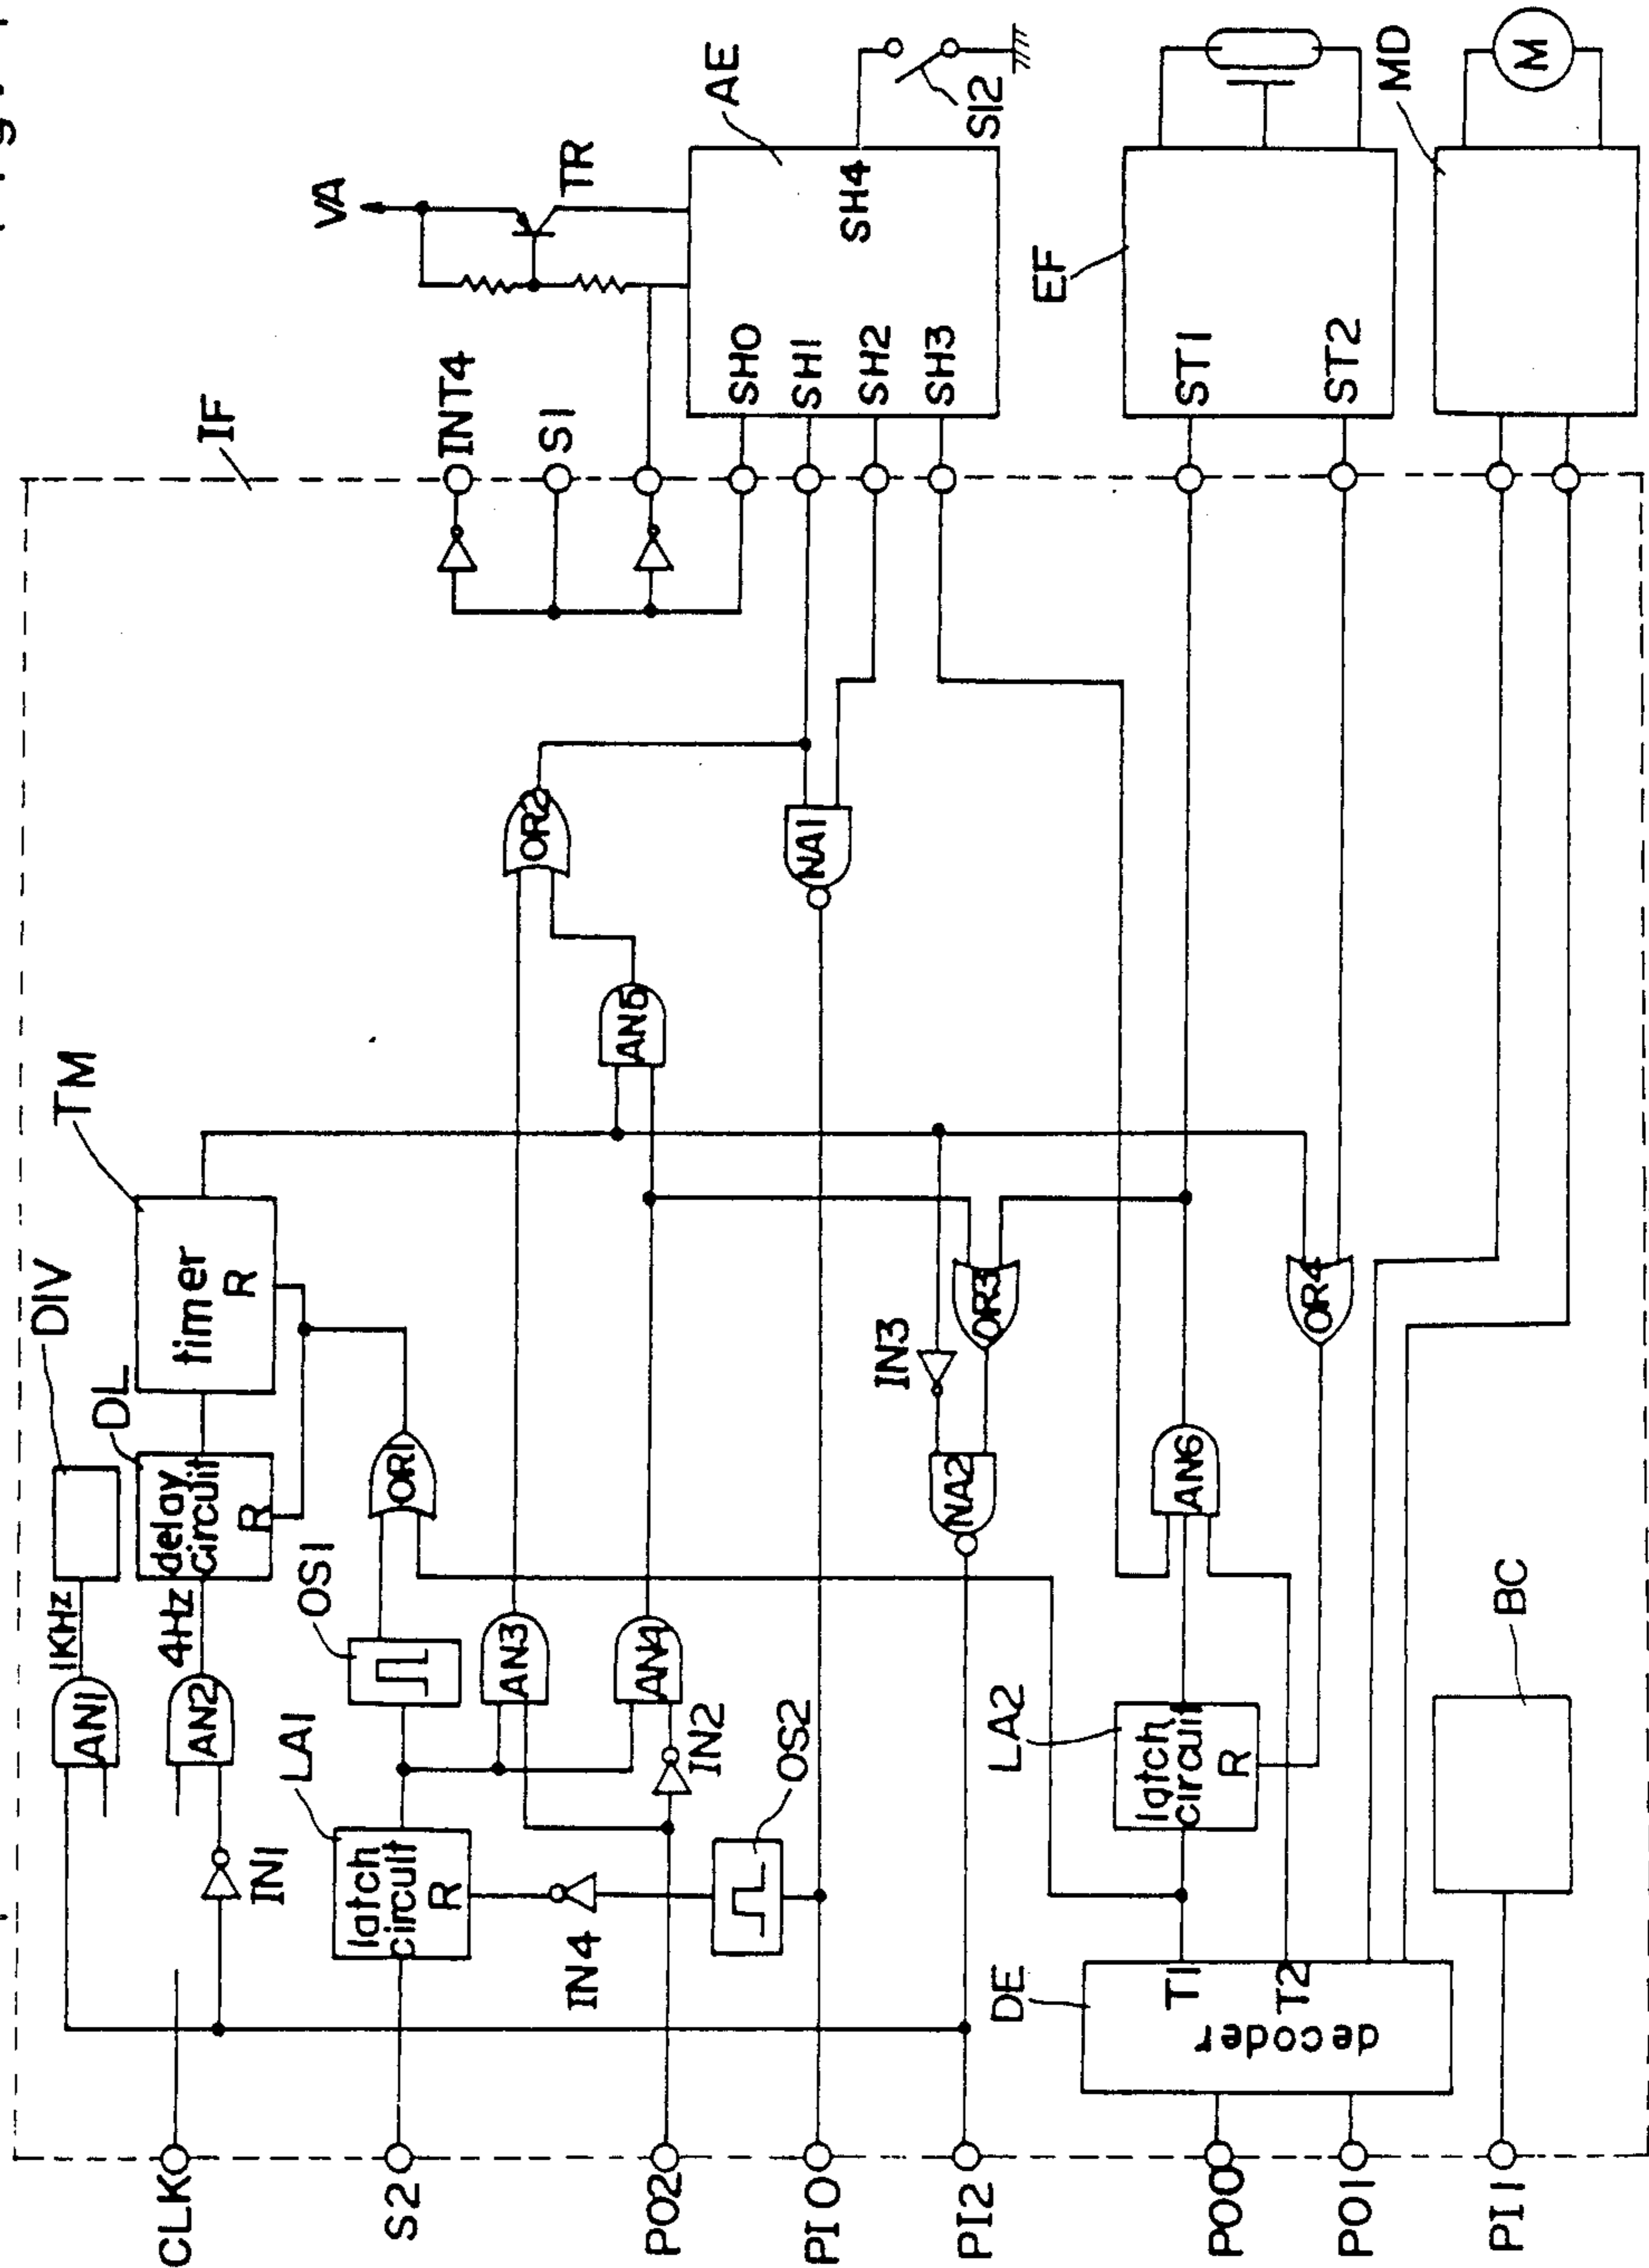 CLK
S2
PO2
PI0
PI2
PO0
PO1
PI1
IF
DIV
TM
DL
1KHz
4Hz
AN1
AN2
IN1
delay
circuit
R
timer
R
LA1
latch
circuit
R
OS1
OR1
AN3
AN4
IN2
IN4
OS2
AN5
OR2
NA1
IN3
OR3
NA2
LA2
latch
circuit
R
AN6
OR4
DE
decoder
T1
T2
BC
INT4
S1
VA
TR
AE
SH0
SH1
SH2
SH3
SH4
S12
EF
ST1
ST2
MD
M